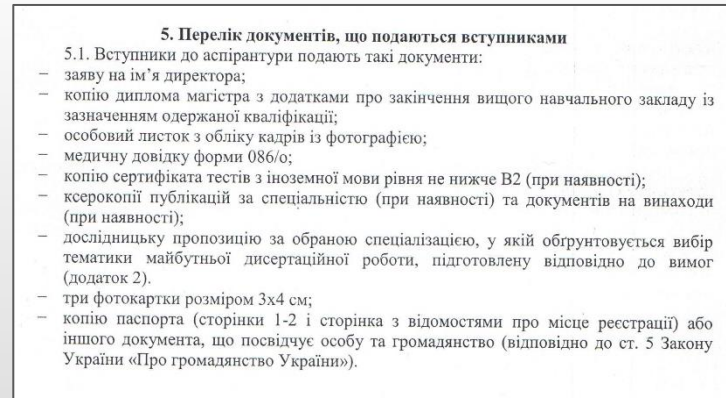 5. Перелік документів, що подаються вступниками
5.1. Вступники до аспірантури подають такі документи:
– заяву на ім’я директора;
– копію диплома магістра з додатками про закінчення вищого навчального закладу із
зазначенням одержаної кваліфікації;
– особовий листок з обліку кадрів із фотографією;
– медичну довідку форми 086/о;
– копію сертифіката тестів з іноземної мови рівня не нижче В2 (при наявності);
– ксерокопії публікацій за спеціальністю (при наявності) та документів на винаходи
(при наявності);
– дослідницьку пропозицію за обраною спеціалізацією, у якій обґрунтовується вибір
тематики майбутньої дисертаційної роботи, підготовлену відповідно до вимог
(додаток 2).
– три фотокартки розміром 3х4 см;
– копію паспорта (сторінки 1-2 і сторінка з відомостями про місце реєстрації) або
іншого документа, що посвідчує особу та громадянство (відповідно до ст. 5 Закону
України «Про громадянство України»).